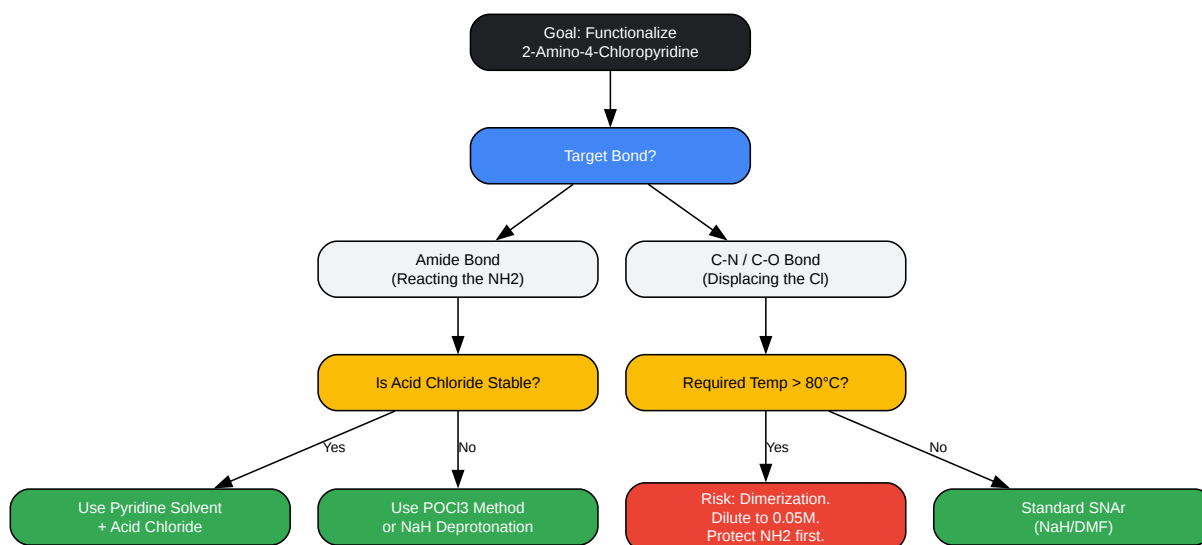 Goal: Functionalize
2-Amino-4-Chloropyridine
Target Bond?
Amide Bond
(Reacting the NH2)
C-N / C-O Bond
(Displacing the Cl)
Is Acid Chloride Stable?
Required Temp > 80°C?
Yes
No
Yes
No
Use Pyridine Solvent
+ Acid Chloride
Use POCl3 Method
or NaH Deprotonation
Risk: Dimerization.
Dilute to 0.05M.
Protect NH2 first.
Standard SNAr
(NaH/DMF)